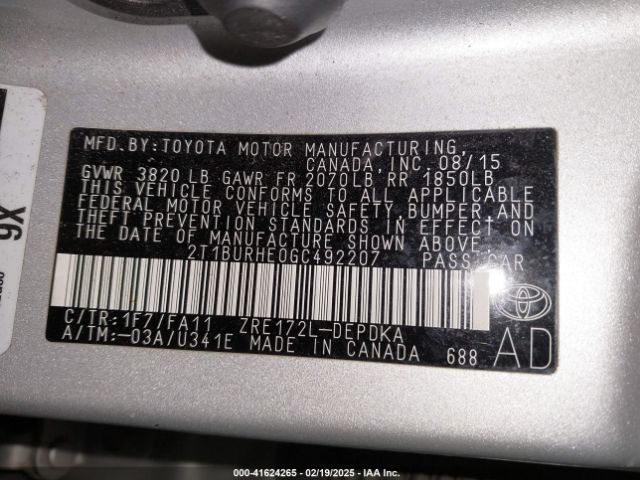 MFD.BY:TOYOTA MOTOR MANUFACTURING,
CANADA,INC. 08/15
GVWR 3820 LB GAWR FR 2070LB RR 1850LB
THIS VEHICLE CONFORMS TO ALL APPLICABLE
FEDERAL MOTOR VEHICLE SAFETY,BUMPER,AND
THEFT PREVENTION STANDARDS IN EFFECT ON
THE DATE OF MANUFACTURE SHOWN ABOVE.
2T1BURHE0GC492207 PASS CAR
C/TR:1F7/FA11 ZRE172L-DEPDKA
A/TM:-03A/U341E MADE IN CANADA 688
AD
9X
000-41624265 - 02/19/2025 - IAA Inc.